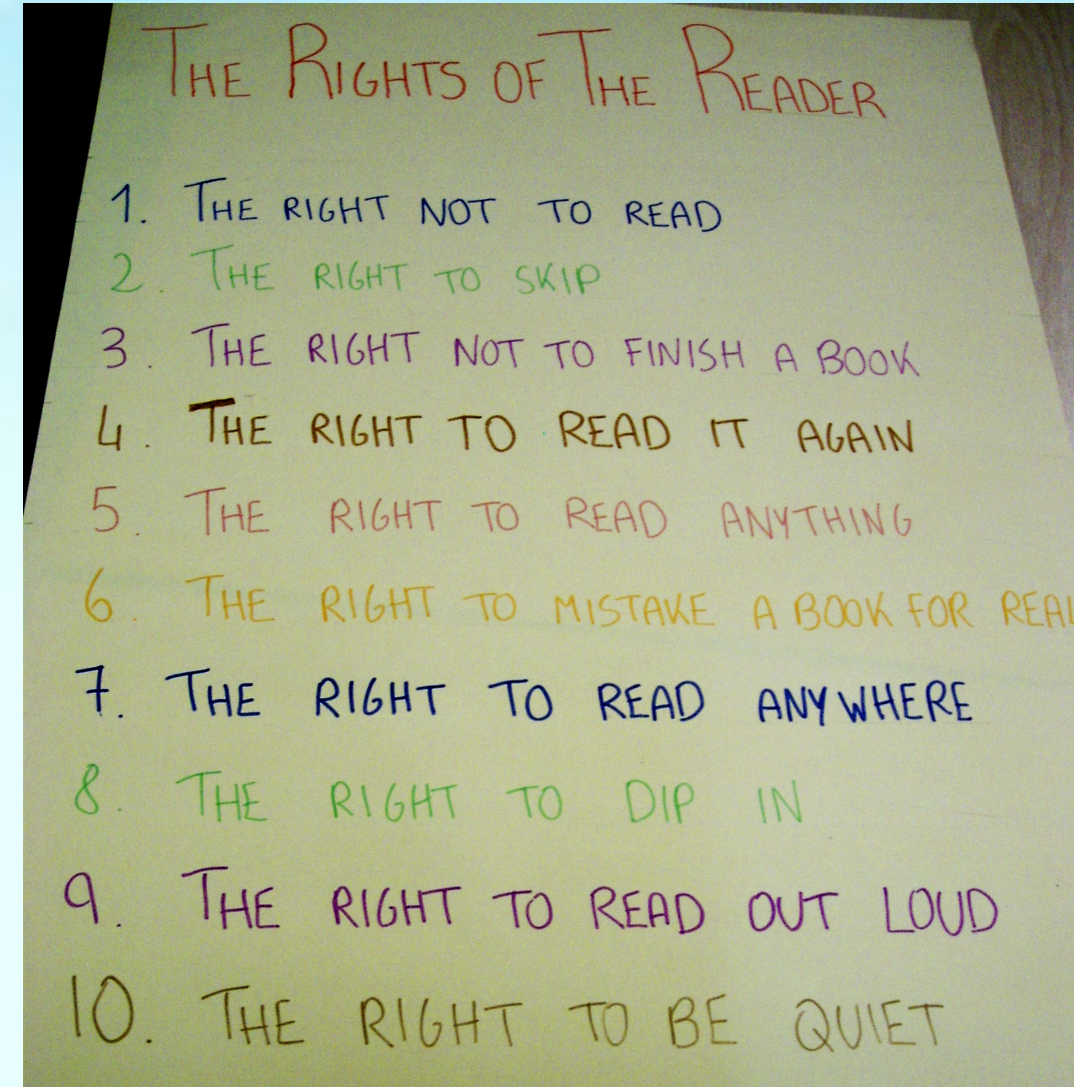 THE RIGHTS OF THE READER
1. THE RIGHT NOT TO READ
2. THE RIGHT TO SKIP
3. THE RIGHT NOT TO FINISH A BOOK
4. THE RIGHT TO READ IT AGAIN
5. THE RIGHT TO READ ANYTHING
6. THE RIGHT TO MISTAKE A BOOK FOR REAL
7. THE RIGHT TO READ ANYWHERE
8. THE RIGHT TO DIP IN
9. THE RIGHT TO READ OUT LOUD
10. THE RIGHT TO BE QUIET